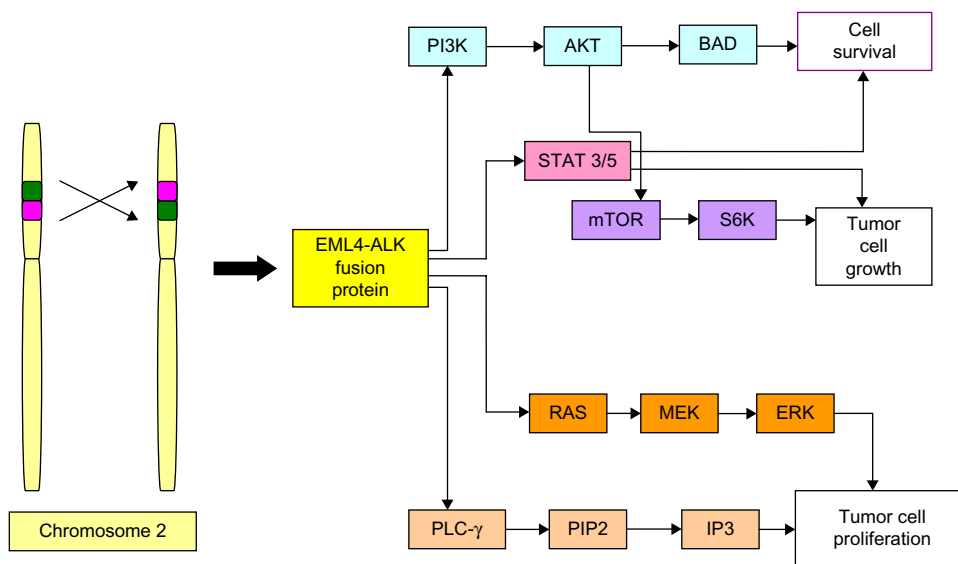 PI3K
AKT
BAD
Cell
survival
STAT 3/5
mTOR
S6K
Tumor
cell
growth
EML4-ALK
fusion
protein
RAS
MEK
ERK
Chromosome 2
PLC-γ
PIP2
IP3
Tumor cell
proliferation